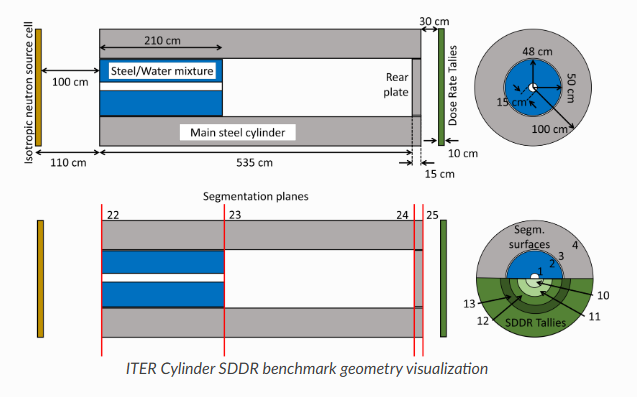 30 cm
210 cm
Steel/Water mixture
100 cm
Rear
plate
Main steel cylinder
Isotropic neutron source cell
Dose Rate Tallies
48 cm
50 cm
15 cm
100 cm
110 cm
535 cm
10 cm
15 cm
Segmentation planes
22
23
24
25
Segm.
surfaces
4
3
2
1
10
11
12
13
SDDR Tallies
ITER Cylinder SDDR benchmark geometry visualization